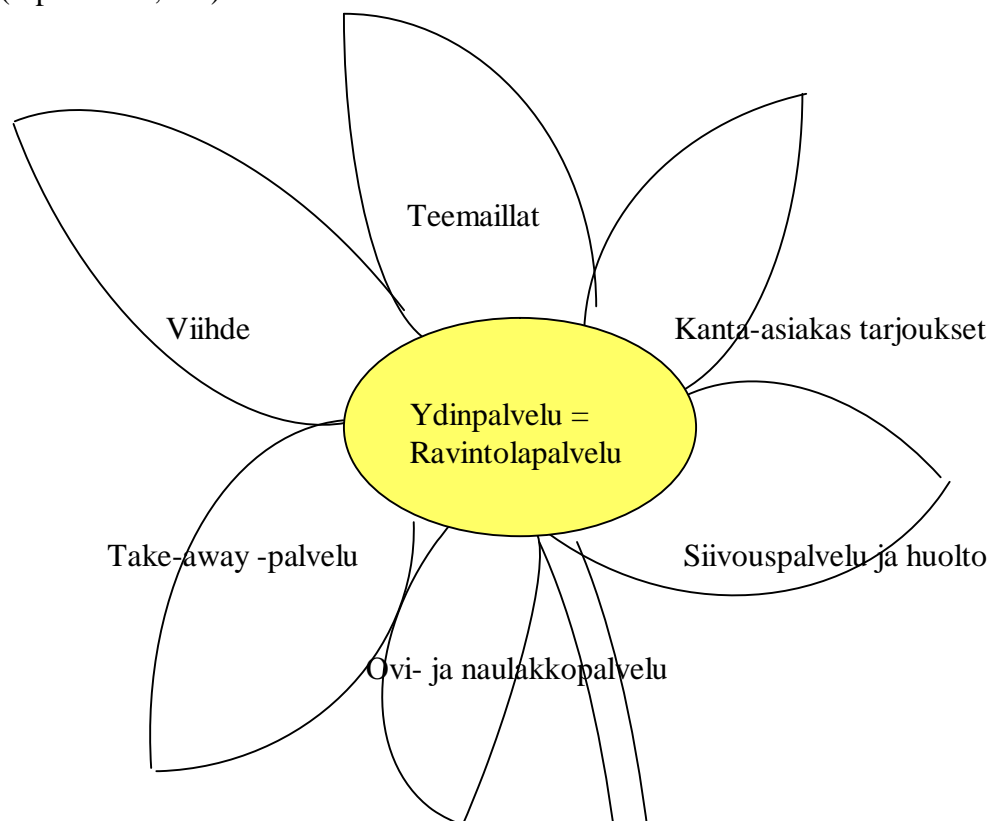 Teemaillat
Viihde
Kanta-asiakas tarjoukset
Ydinpalvelu =
Ravintolapalvelu
Take-away -palvelu
Siivouspalvelu ja huolto
Ovi- ja naulakkopalvelu